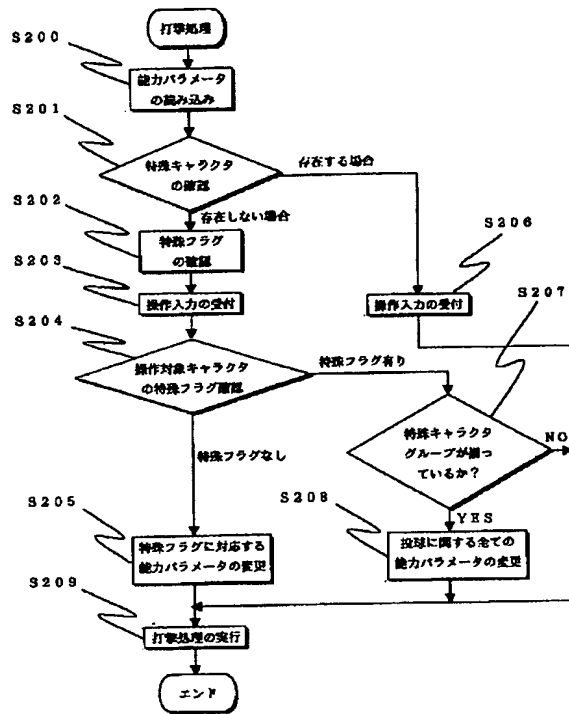 打撃処理
S200
能力パラメータ
の読み込み
S201
特殊キャラクタ
の確認
存在する場合
存在しない場合
S202
特殊フラグ
の確認
S203
操作入力の受付
S206
操作入力の受付
S204
操作対象キャラクタ
の特殊フラグ確認
特殊フラグ有り
特殊フラグなし
S207
特殊キャラクタ
グループが揃っ
ているか?
NO
YES
S205
特殊フラグに対応する
能力パラメータの変更
S208
投球に関する全ての
能力パラメータの変更
S209
打撃処理の実行
エンド